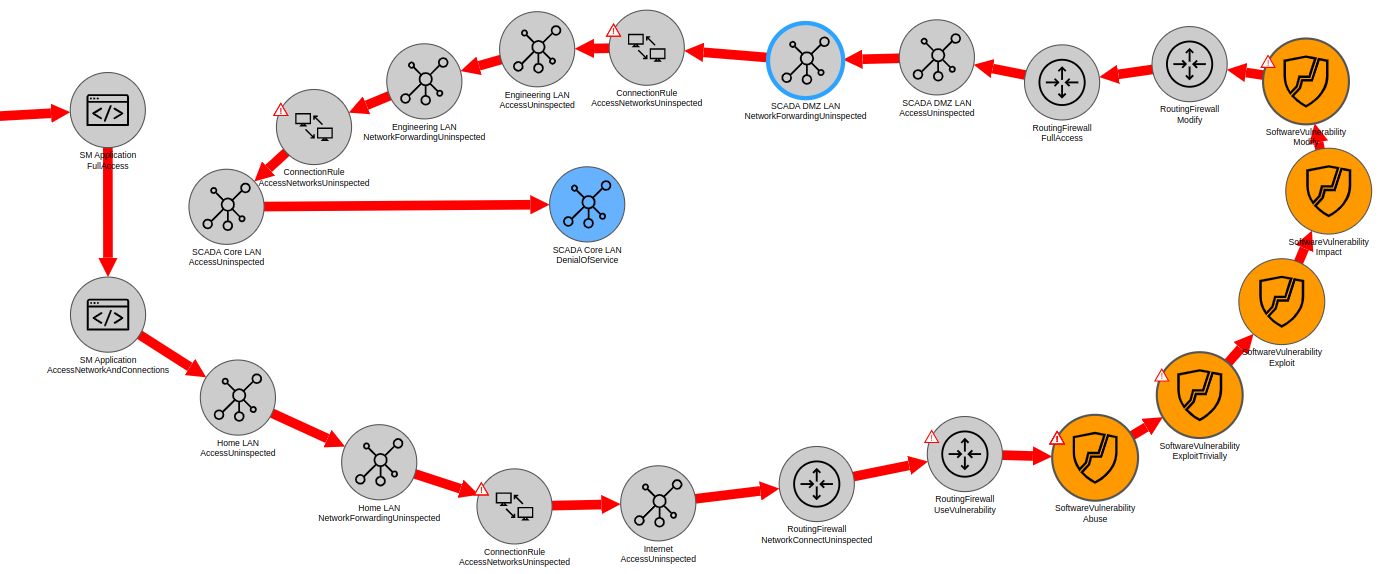 SM Application
FullAccess
SM Application
AccessNetworkAndConnections
Home LAN
AccessUninspected
Home LAN
NetworkForwardingUninspected
ConnectionRule
AccessNetworksUninspected
Internet
AccessUninspected
RoutingFirewall
NetworkConnectUninspected
RoutingFirewall
UseVulnerability
SoftwareVulnerability
Abuse
SoftwareVulnerability
ExploitTrivially
SoftwareVulnerability
Exploit
SoftwareVulnerability
Impact
SoftwareVulnerability
Modify
RoutingFirewall
Modify
RoutingFirewall
FullAccess
SCADA DMZ LAN
AccessUninspected
SCADA DMZ LAN
NetworkForwardingUninspected
ConnectionRule
AccessNetworksUninspected
Engineering LAN
AccessUninspected
Engineering LAN
NetworkForwardingUninspected
ConnectionRule
AccessNetworksUninspected
SCADA Core LAN
AccessUninspected
SCADA Core LAN
DenialOfService